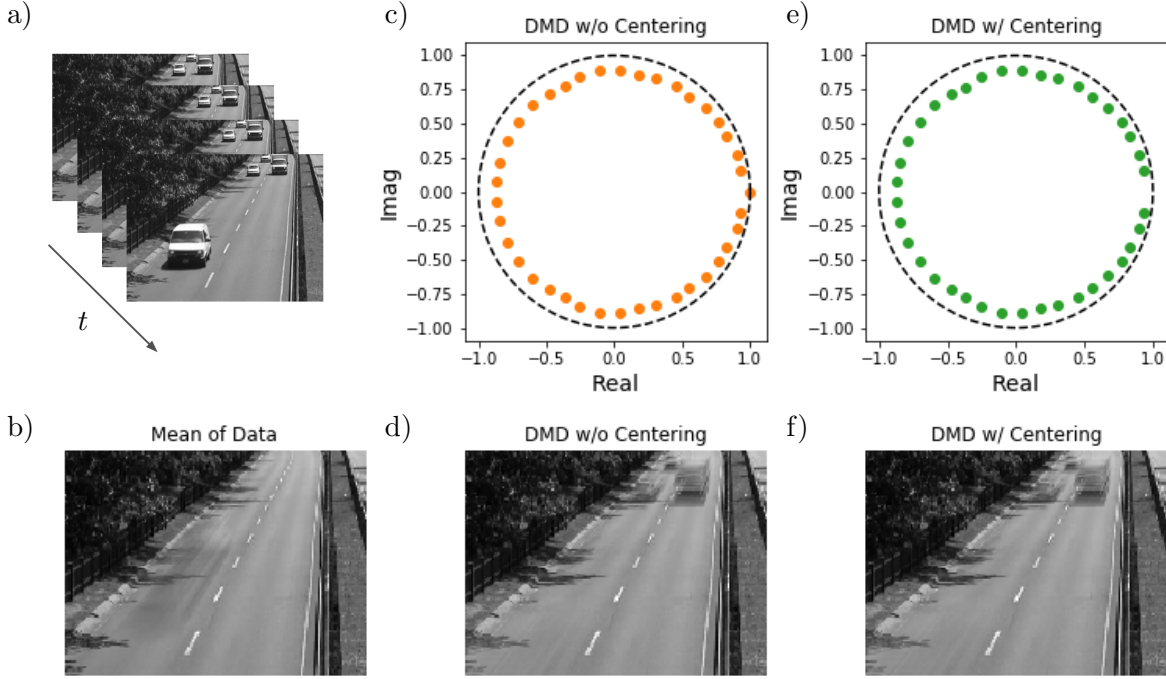 a)
t
b)
Mean of Data
c)
DMD w/o Centering
1.00
0.75
0.50
0.25
0.00
−0.25
−0.50
−0.75
−1.00
Imag
−1.0
−0.5
0.0
0.5
1.0
Real
d)
DMD w/o Centering
e)
DMD w/ Centering
1.00
0.75
0.50
0.25
0.00
−0.25
−0.50
−0.75
−1.00
Imag
−1.0
−0.5
0.0
0.5
1.0
Real
f)
DMD w/ Centering